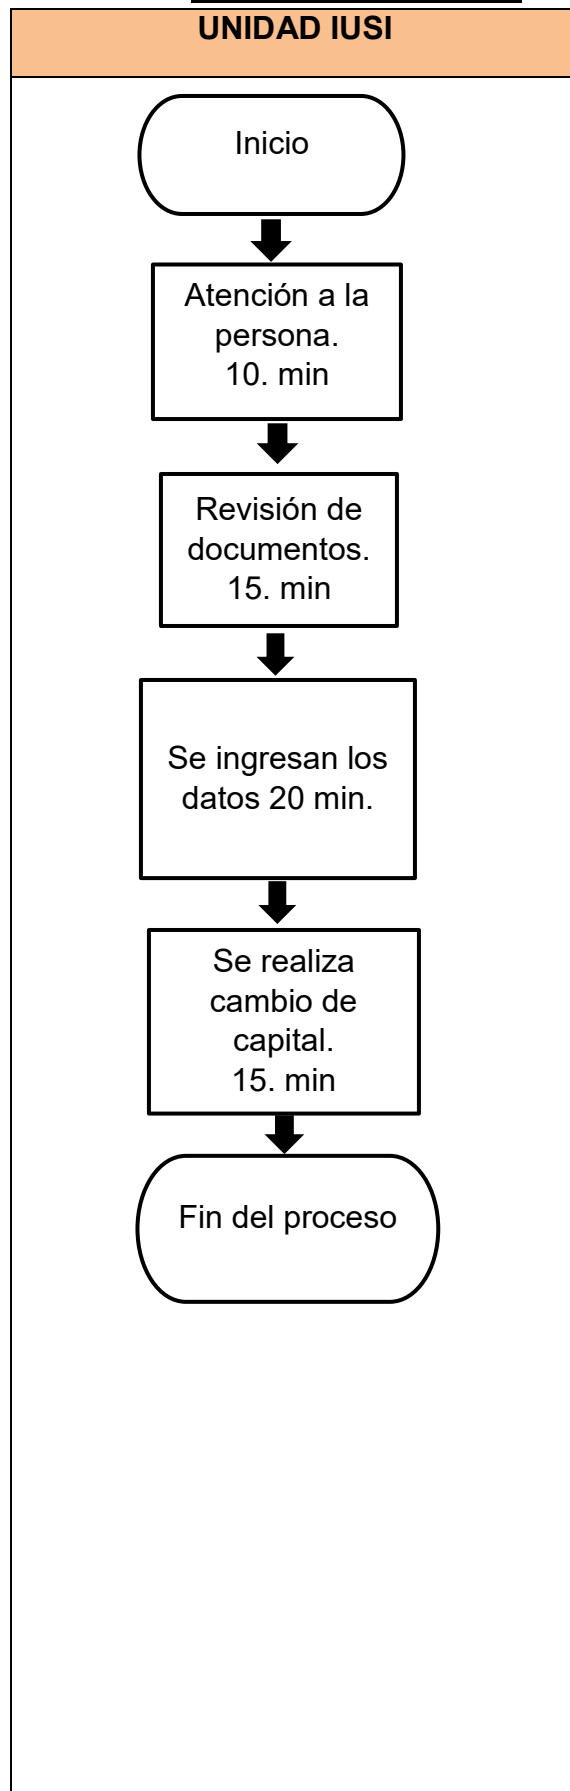 UNIDAD IUSI
Inicio
Atención a la
persona.
10. min
Revisión de
documentos.
15. min
Se ingresan los
datos 20 min.
Se realiza
cambio de
capital.
15. min
Fin del proceso